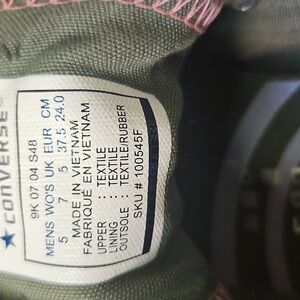 CONVERSE®
9K 07 04 S48
MENS WO'S UK EUR CM
5 7 5 37.5 24.0
MADE IN VIETNAM
FABRIQUÉ EN VIETNAM
UPPER : TEXTILE
LINING : TEXTILE
OUTSOLE : TEXTILE/RUBBER
SKU # 100545F